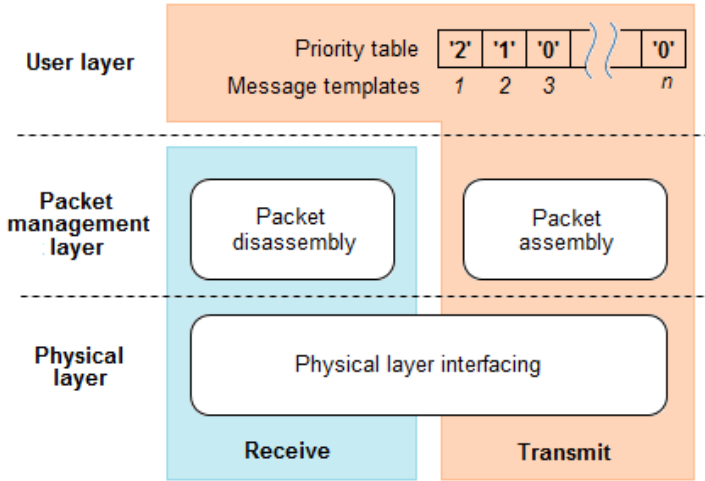 User layer
Priority table '2' '1' '0' '0'
Message templates 1 2 3 n
Packet
management
layer
Packet
disassembly
Packet
assembly
Physical
layer
Physical layer interfacing
Receive
Transmit